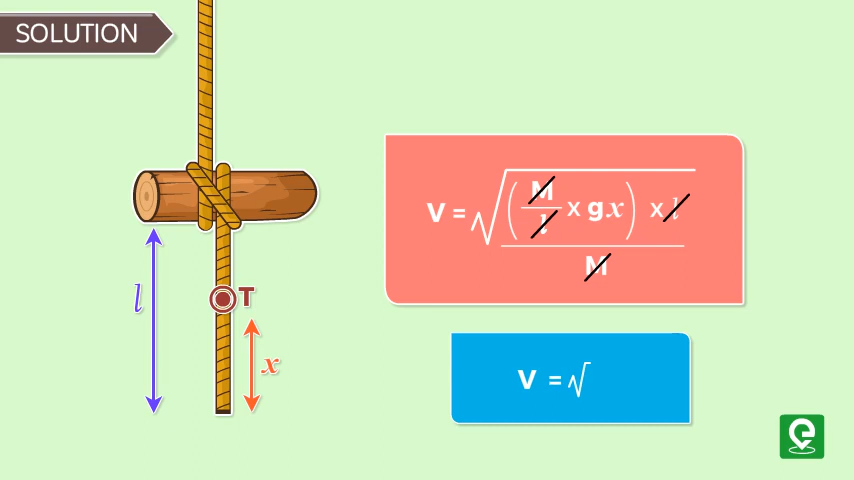 SOLUTION
V = √((M/l x gx) x l / M)
l
T
x
V = √